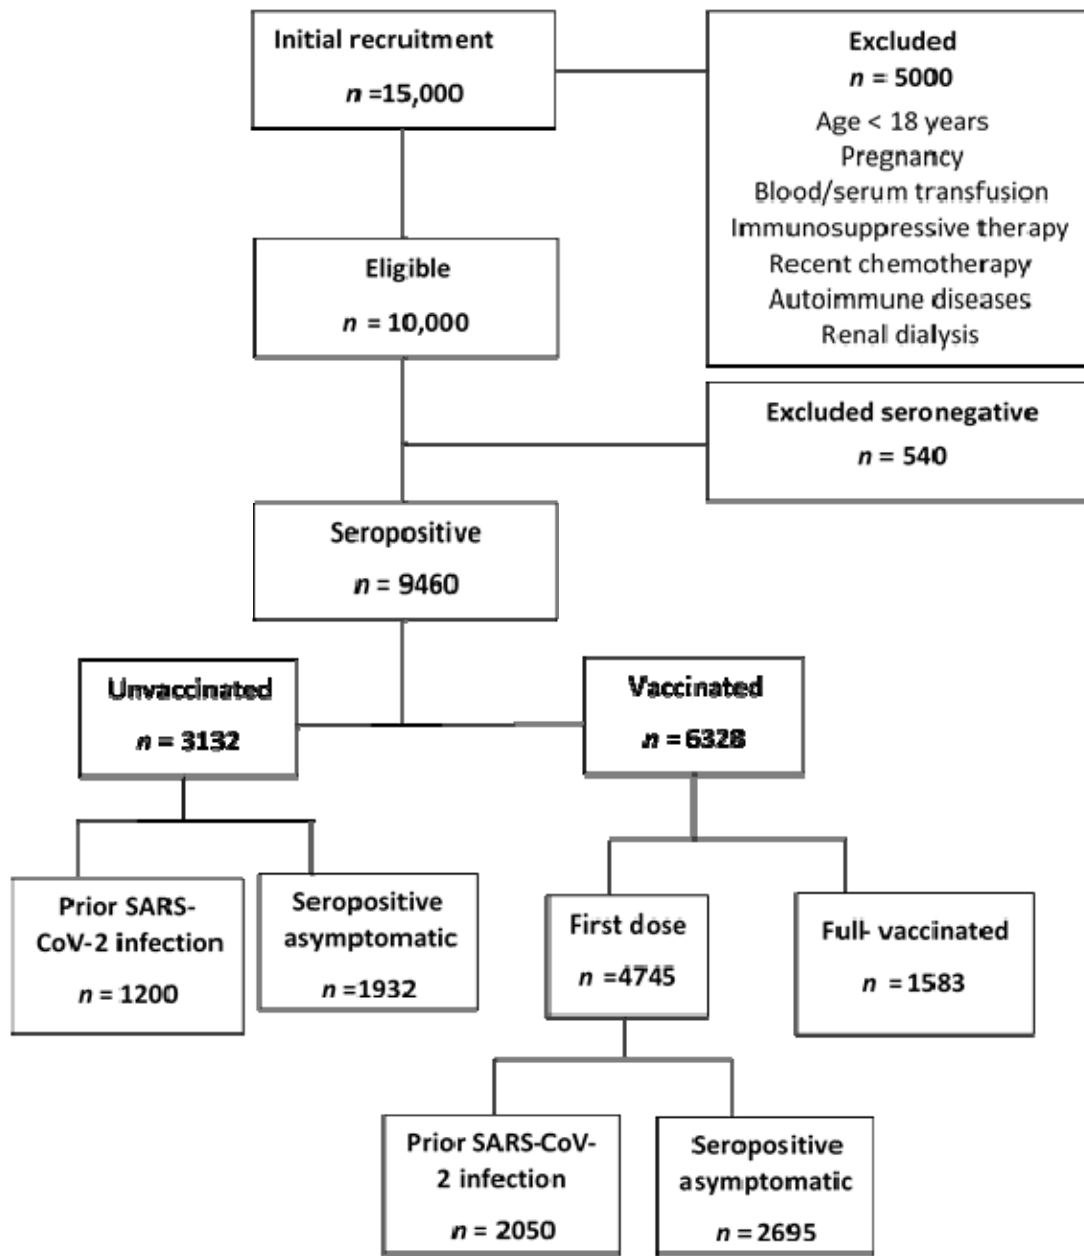 Initial recruitment
n =15,000
Excluded
n = 5000
Age < 18 years
Pregnancy
Blood/serum transfusion
Immunosuppressive therapy
Recent chemotherapy
Autoimmune diseases
Renal dialysis
Eligible
n = 10,000
Excluded seronegative
n = 540
Seropositive
n = 9460
Unvaccinated
n = 3132
Vaccinated
n = 6328
Prior SARS-
CoV-2 infection
n = 1200
Seropositive
asymptomatic
n =1932
First dose
n =4745
Full- vaccinated
n = 1583
Prior SARS-CoV-
2 infection
n = 2050
Seropositive
asymptomatic
n = 2695